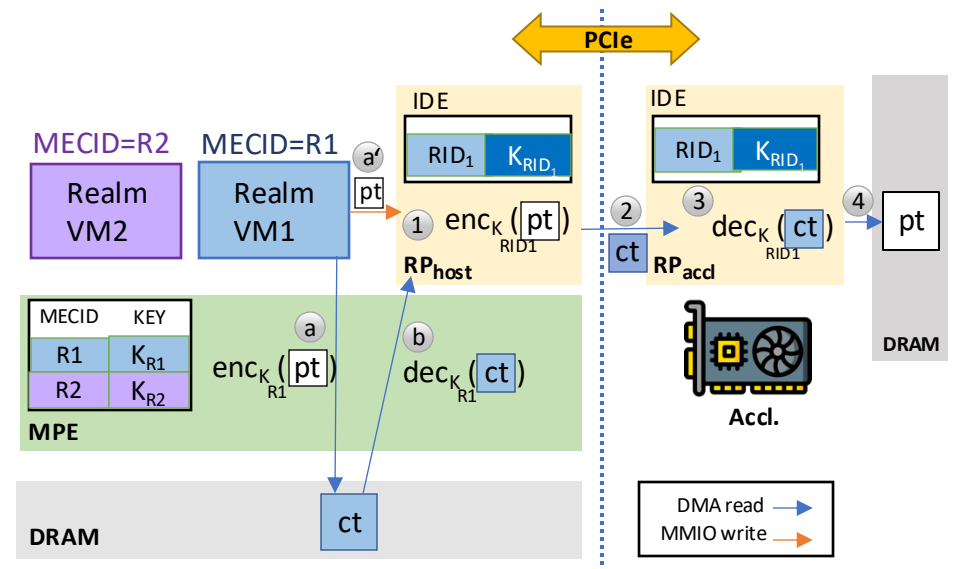 PCIe
IDE
RID1 KRID1
IDE
RID1 KRID1
MECID=R2
MECID=R1
Realm
VM2
Realm
VM1
a′
pt
1
encKRID1(pt)
RPhost
2
ct
3
decKRID1(ct)
RPaccl
4
pt
DRAM
MECID KEY
R1 KR1
R2 KR2
MPE
a
encKR1(pt)
b
decKR1(ct)
Accl.
ct
DRAM
DMA read
MMIO write